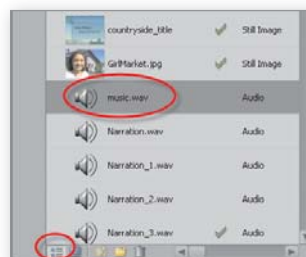 countryside_title Still Image
GirlMarket.jpg Still Image
music.wav Audio
Narration.wav Audio
Narration_1.wav Audio
Narration_2.wav Audio
Narration_3.wav Audio